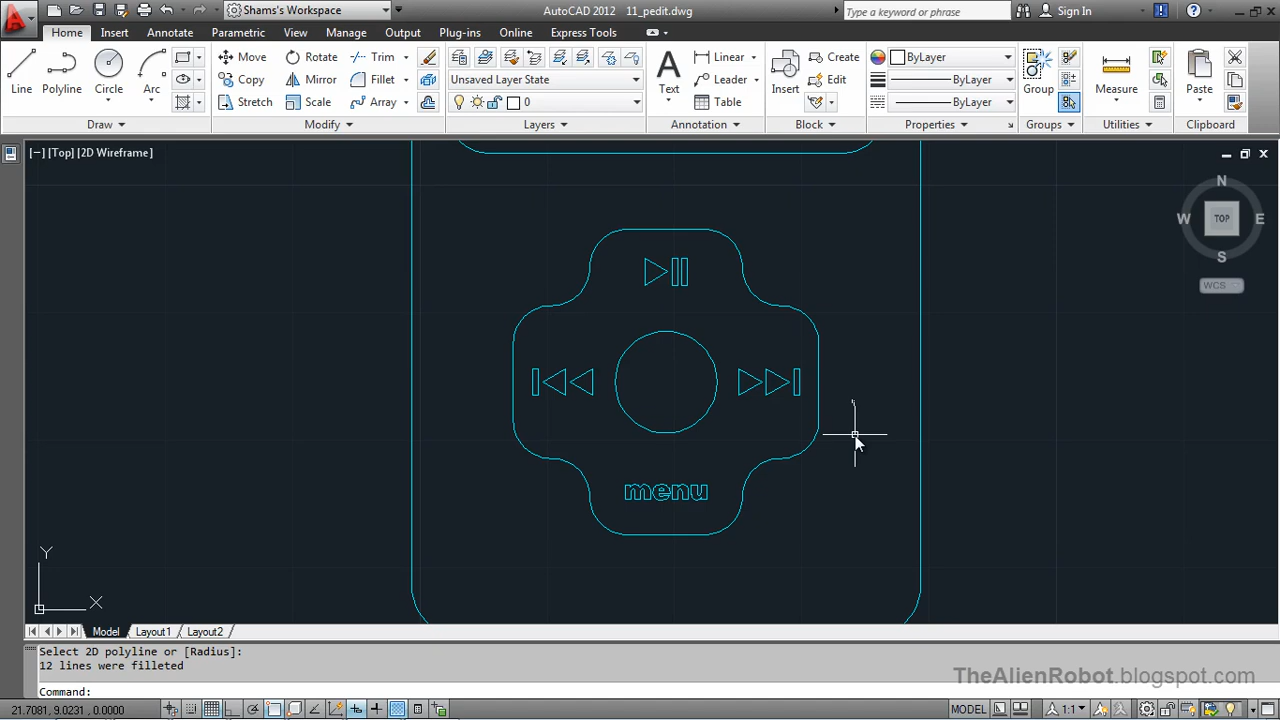 Shams's Workspace
AutoCAD 2012 11_pedit.dwg
Type a keyword or phrase
Sign In
Home Insert Annotate Parametric View Manage Output Plug-ins Online Express Tools
Line
Polyline
Circle
Arc
Move
Rotate
Trim
Copy
Mirror
Fillet
Stretch
Scale
Array
Unsaved Layer State
0
Text
Linear
Leader
Table
Insert
Create
Edit
ByLayer
ByLayer
ByLayer
Group
Measure
Paste
Draw Modify Layers Annotation Block Properties Groups Utilities Clipboard
[−] [Top] [2D Wireframe]
N
W TOP E
S
WCS
menu
Y
X
Model Layout1 Layout2
Select 2D polyline or [Radius]:
12 lines were filleted
Command:
TheAlienRobot.blogspot.com
21.7081, 9.0231, 0.0000
MODEL
1:1